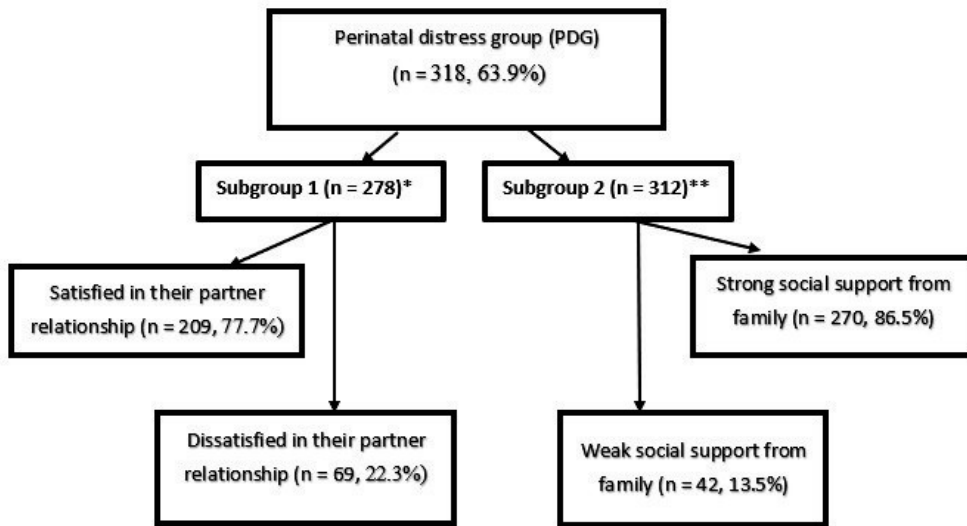 Perinatal distress group (PDG)
(n = 318, 63.9%)
Subgroup 1 (n = 278)*
Subgroup 2 (n = 312)**
Satisfied in their partner
relationship (n = 209, 77.7%)
Strong social support from
family (n = 270, 86.5%)
Dissatisfied in their partner
relationship (n = 69, 22.3%)
Weak social support from
family (n = 42, 13.5%)